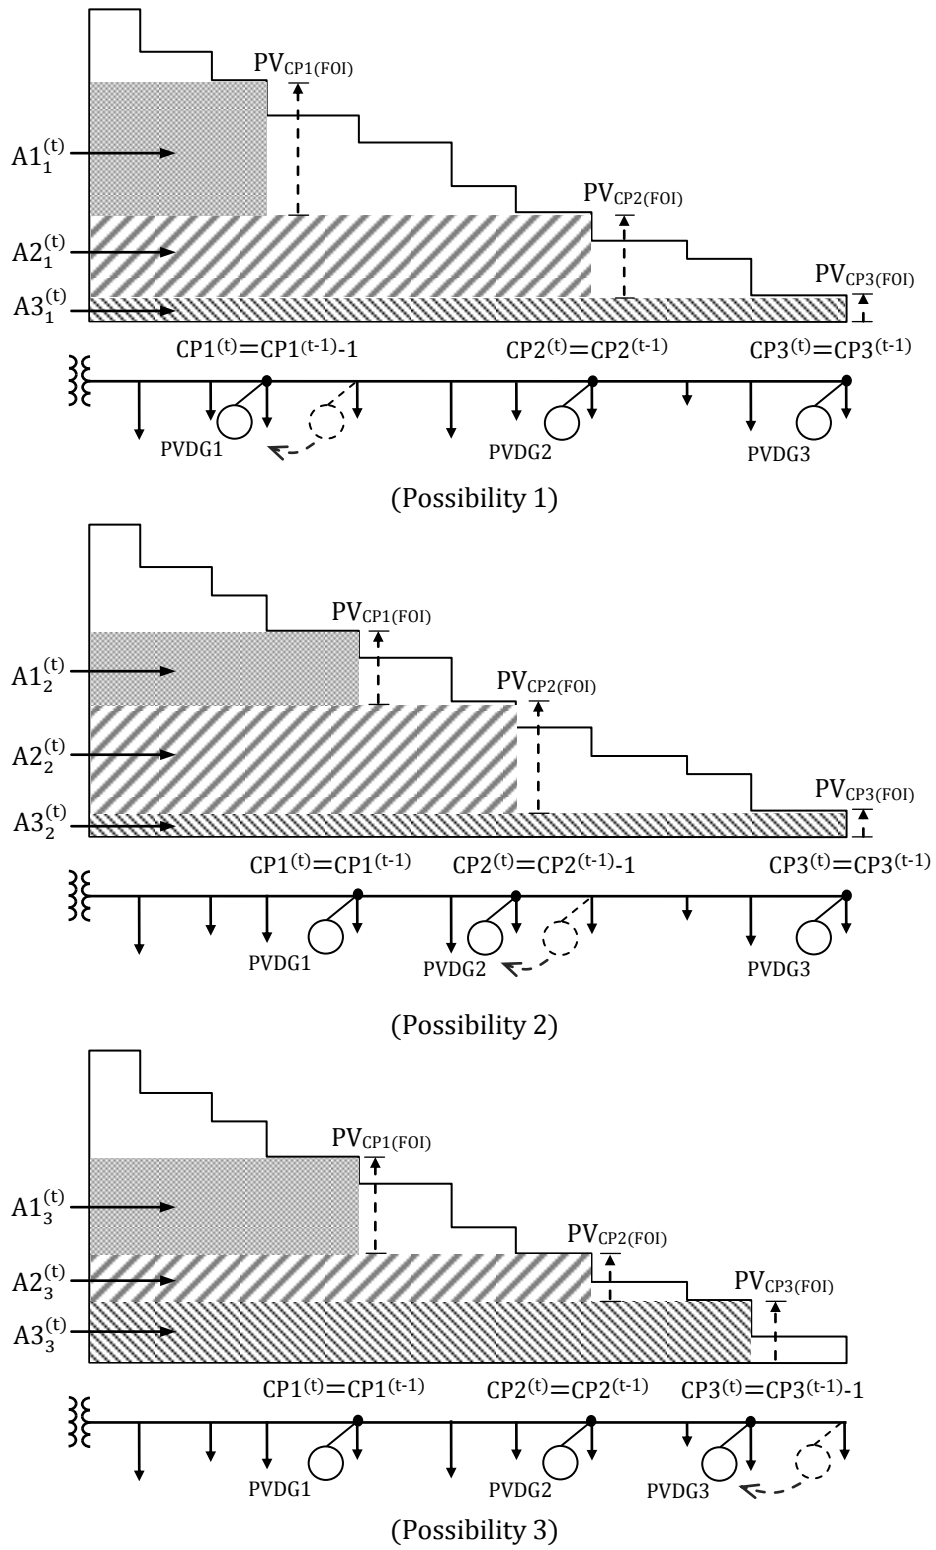 PV_CP1(FOI)
A1_1^(t)
PV_CP2(FOI)
A2_1^(t)
PV_CP3(FOI)
A3_1^(t)
CP1^(t)=CP1^(t-1)-1 CP2^(t)=CP2^(t-1) CP3^(t)=CP3^(t-1)
PVDG1 PVDG2 PVDG3
(Possibility 1)
PV_CP1(FOI)
A1_2^(t)
PV_CP2(FOI)
A2_2^(t)
PV_CP3(FOI)
A3_2^(t)
CP1^(t)=CP1^(t-1) CP2^(t)=CP2^(t-1)-1 CP3^(t)=CP3^(t-1)
PVDG1 PVDG2 PVDG3
(Possibility 2)
PV_CP1(FOI)
A1_3^(t)
PV_CP2(FOI)
A2_3^(t)
PV_CP3(FOI)
A3_3^(t)
CP1^(t)=CP1^(t-1) CP2^(t)=CP2^(t-1) CP3^(t)=CP3^(t-1)-1
PVDG1 PVDG2 PVDG3
(Possibility 3)